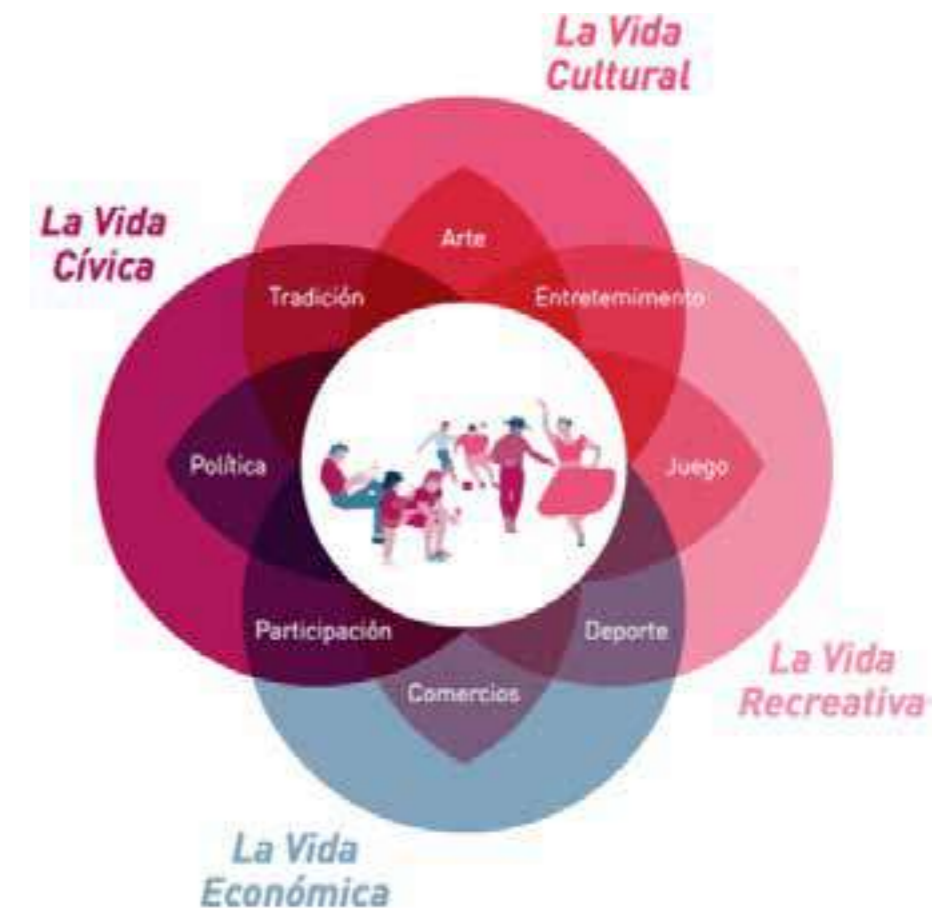 La Vida
Cultural
La Vida
Cívica
Arte
Tradición
Entretemimento
Política
Juego
Participación
Deporte
Comercios
La Vida
Recreativa
La Vida
Económica